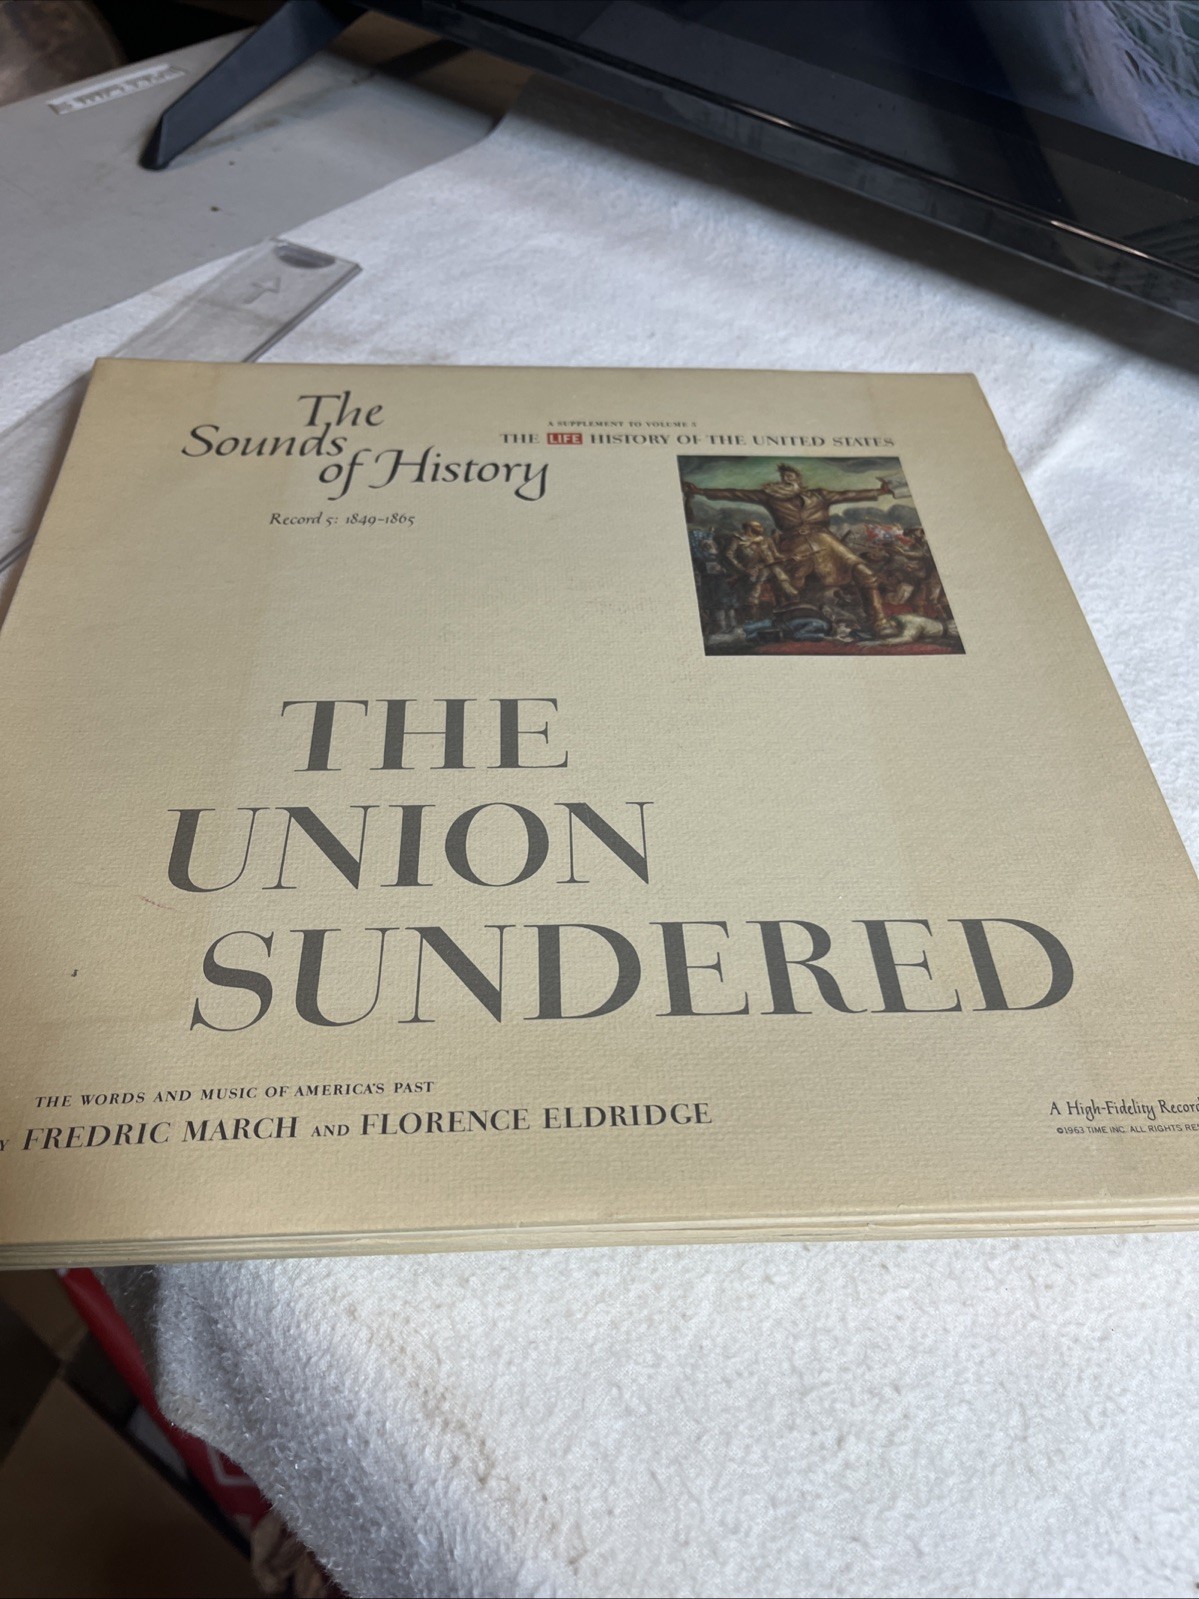 The
Sounds
of History
Record 5: 1849-1865
A SUPPLEMENT TO VOLUME 5
THE LIFE HISTORY OF THE UNITED STATES
THE
UNION
SUNDERED
THE WORDS AND MUSIC OF AMERICA'S PAST
FREDRIC MARCH AND FLORENCE ELDRIDGE
A High-Fidelity Record
©1963 TIME INC. ALL RIGHTS RES